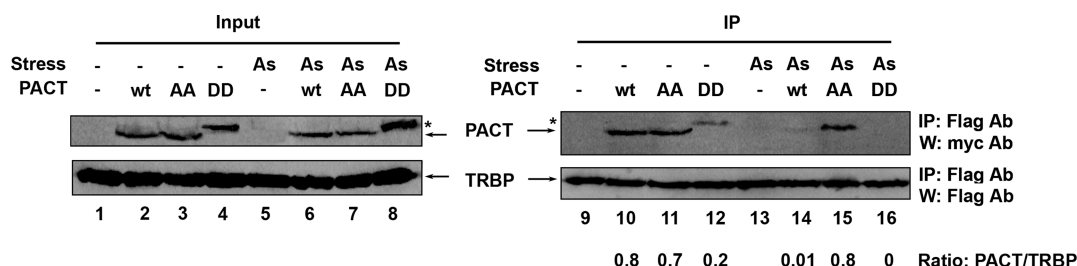 Input IP
Stress - - - - As As As As Stress - - - - As As As As
PACT - wt AA DD - wt AA DD PACT - wt AA DD - wt AA DD
* PACT * IP: Flag Ab
W: myc Ab
TRBP IP: Flag Ab
W: Flag Ab
1 2 3 4 5 6 7 8 9 10 11 12 13 14 15 16
0.8 0.7 0.2 0.01 0.8 0 Ratio: PACT/TRBP